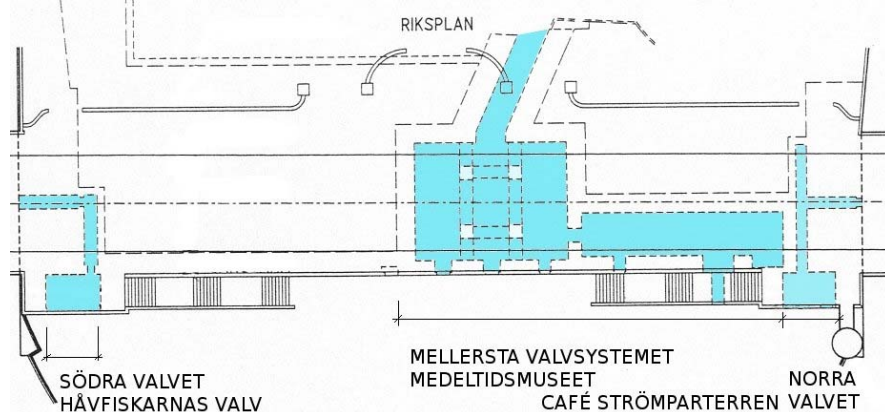 RIKSPLAN
SÖDRA VALVET
HÅVFISKARNAS VALV
MELLERSTA VALVSYSTEMET
MEDELTIDSMUSEET
CAFÉ STRÖMPARTERREN
NORRA
VALVET